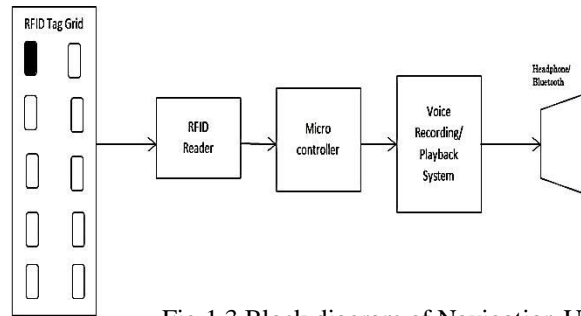 RFID Tag Grid
RFID
Reader
Micro
controller
Voice
Recording/
Playback
System
Headphone/
Bluetooth
Fig 1.3 Block diagram of Navigation